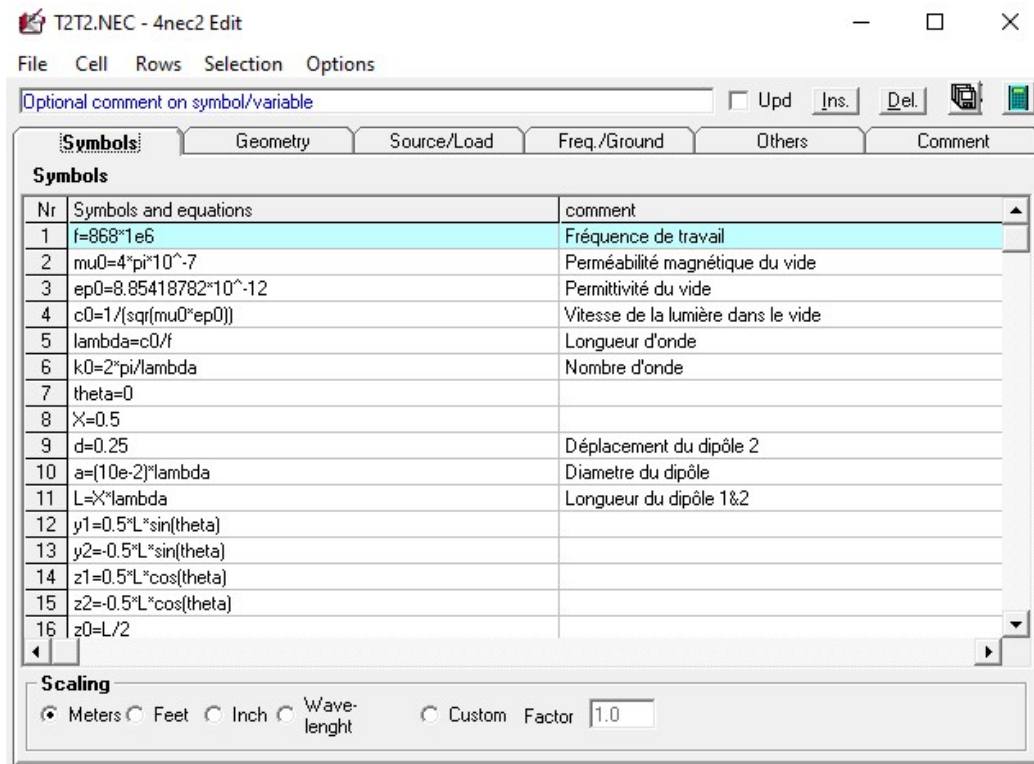 T2T2.NEC - 4nec2 Edit
File Cell Rows Selection Options
Optional comment on symbol/variable Upd Ins. Del.
Symbols Geometry Source/Load Freq./Ground Others Comment
Symbols
Nr Symbols and equations comment
1 f=868*1e6 Fréquence de travail
2 mu0=4*pi*10^-7 Perméabilité magnétique du vide
3 ep0=8.85418782*10^-12 Permittivité du vide
4 c0=1/(sqr(mu0*ep0)) Vitesse de la lumière dans le vide
5 lambda=c0/f Longueur d'onde
6 k0=2*pi/lambda Nombre d'onde
7 theta=0
8 X=0.5
9 d=0.25 Déplacement du dipôle 2
10 a=(10e-2)*lambda Diametre du dipôle
11 L=X*lambda Longueur du dipôle 1&2
12 y1=0.5*L*sin(theta)
13 y2=-0.5*L*sin(theta)
14 z1=0.5*L*cos(theta)
15 z2=-0.5*L*cos(theta)
16 z0=L/2
Scaling
Meters Feet Inch Wave-lenght Custom Factor 1.0